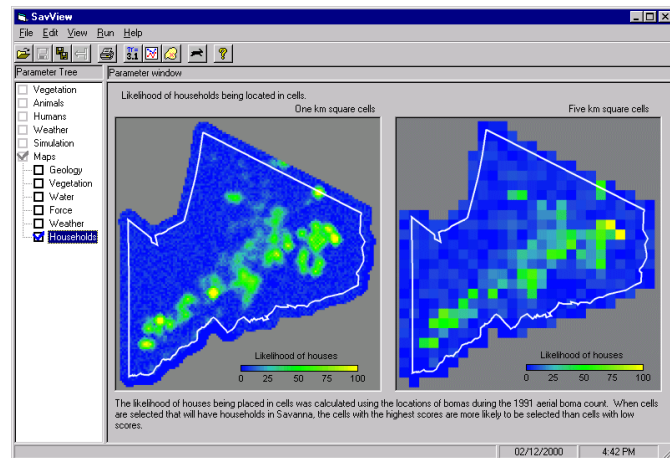 SavView
File Edit View Run Help
3.1
Parameter Tree
Parameter window
Vegetation
Animals
Humans
Weather
Simulation
Maps
Geology
Vegetation
Water
Force
Weather
Households
Likelihood of households being located in cells.
One km square cells
Five km square cells
Likelihood of houses
0 25 50 75 100
Likelihood of houses
0 25 50 75 100
The likelihood of houses being placed in cells was calculated using the locations of bomas during the 1991 aerial boma count. When cells
are selected that will have households in Savanna, the cells with the highest scores are more likely to be selected than cells with low
scores.
02/12/2000 4:42 PM